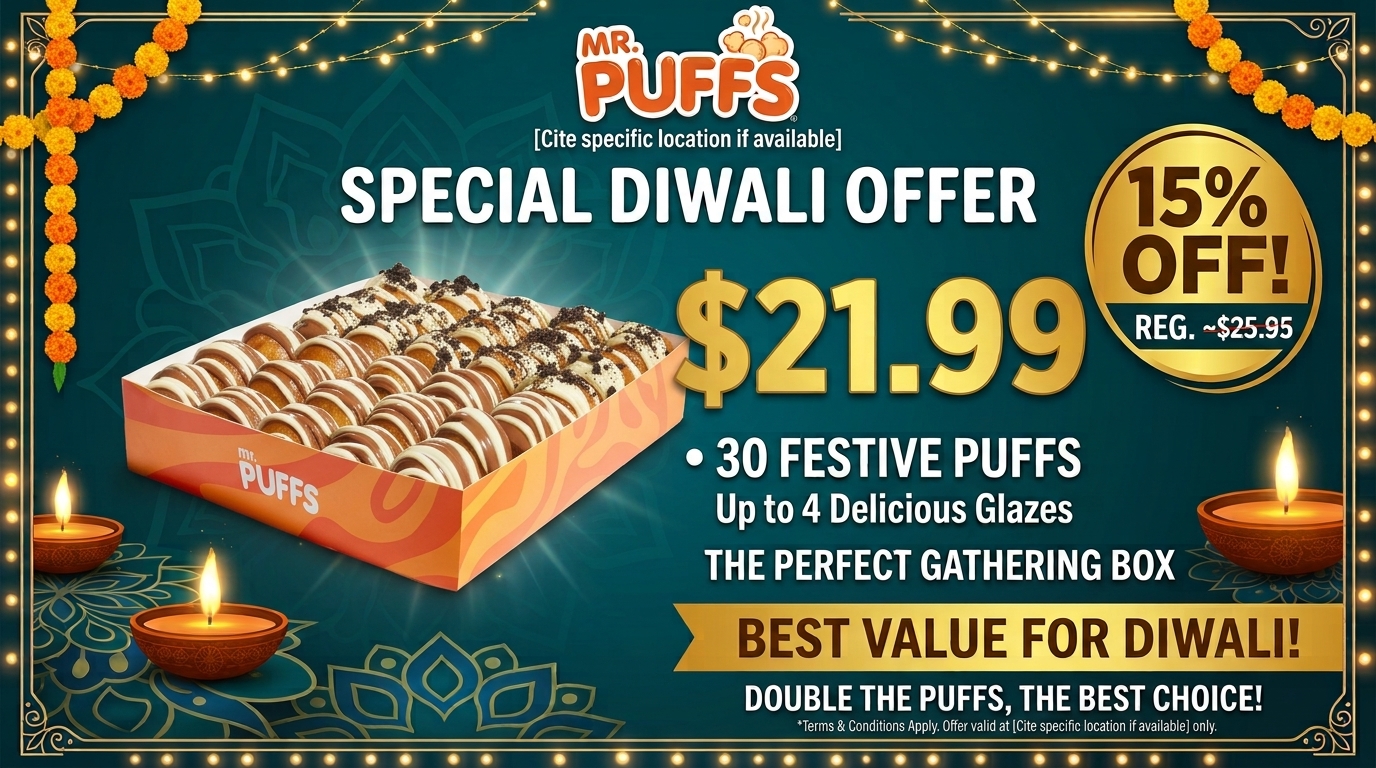 MR.
PUFFS®
[Cite specific location if available]
SPECIAL DIWALI OFFER
15%
OFF!
REG. ~$25.95
$21.99
• 30 FESTIVE PUFFS
Up to 4 Delicious Glazes
THE PERFECT GATHERING BOX
mr.
PUFFS
BEST VALUE FOR DIWALI!
DOUBLE THE PUFFS, THE BEST CHOICE!
*Terms & Conditions Apply. Offer valid at [Cite specific location if available] only.